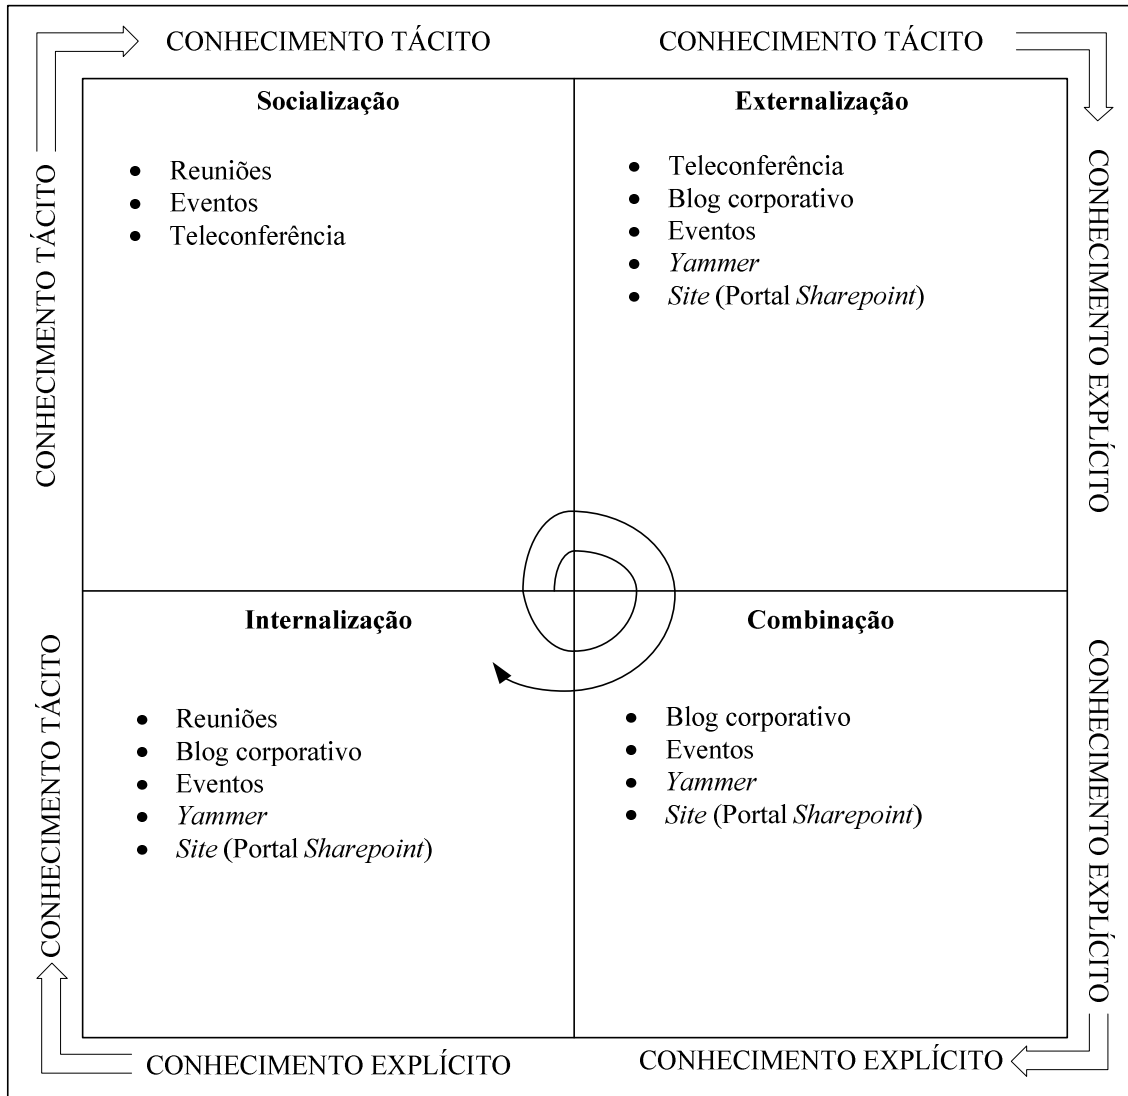 CONHECIMENTO TÁCITO
CONHECIMENTO TÁCITO
CONHECIMENTO TÁCITO
Socialização
• Reuniões
• Eventos
• Teleconferência
Externalização
• Teleconferência
• Blog corporativo
• Eventos
• Yammer
• Site (Portal Sharepoint)
CONHECIMENTO EXPLÍCITO
CONHECIMENTO TÁCITO
Internalização
• Reuniões
• Blog corporativo
• Eventos
• Yammer
• Site (Portal Sharepoint)
Combinação
• Blog corporativo
• Eventos
• Yammer
• Site (Portal Sharepoint)
CONHECIMENTO EXPLÍCITO
CONHECIMENTO EXPLÍCITO
CONHECIMENTO EXPLÍCITO